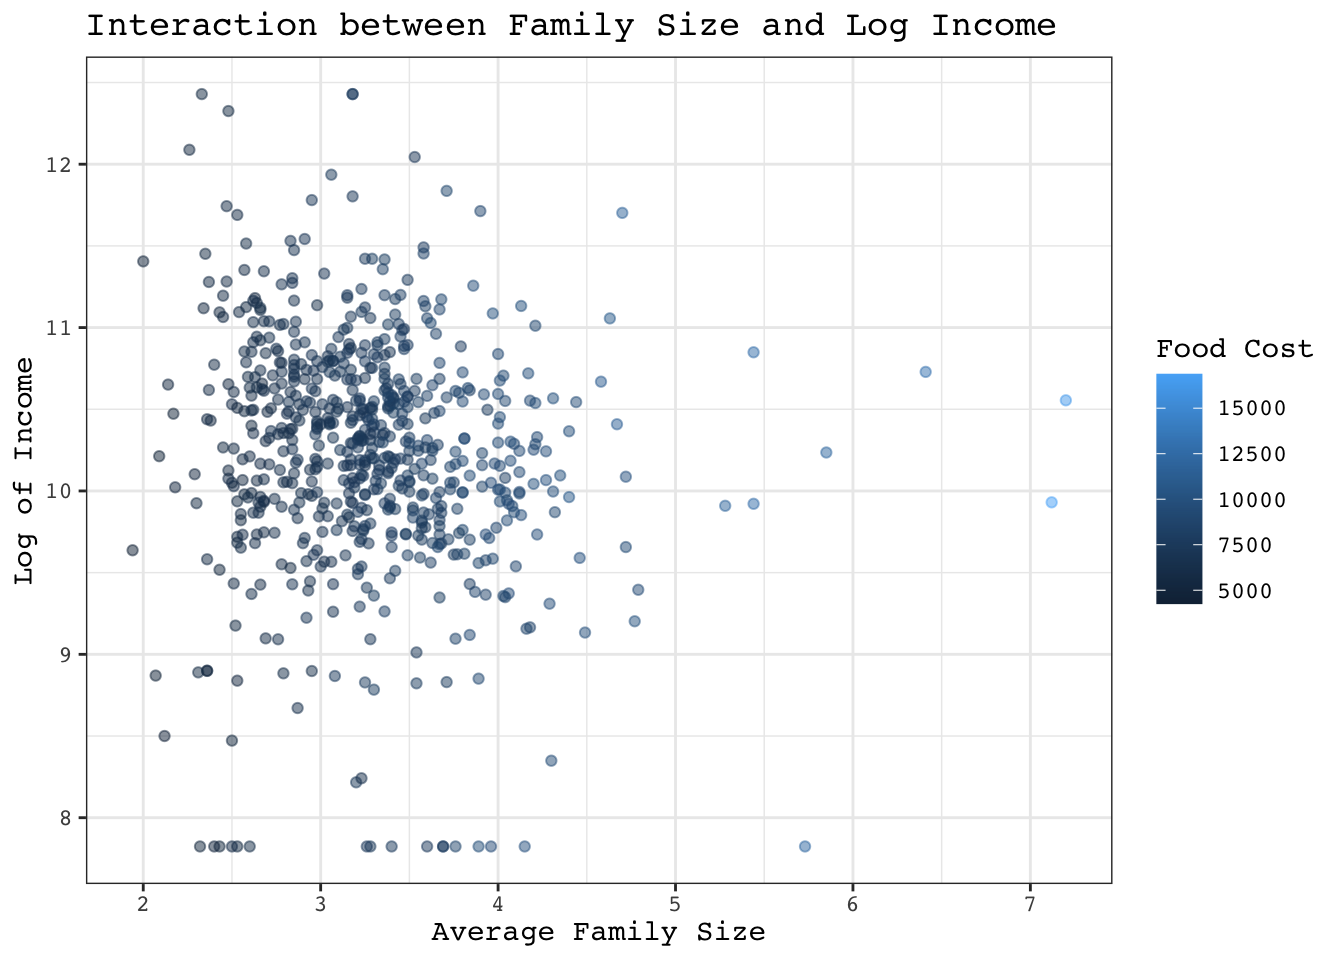 Interaction between Family Size and Log Income
12
11
10
9
8
Log of Income
2 3 4 5 6 7
Average Family Size
Food Cost
15000
12500
10000
7500
5000